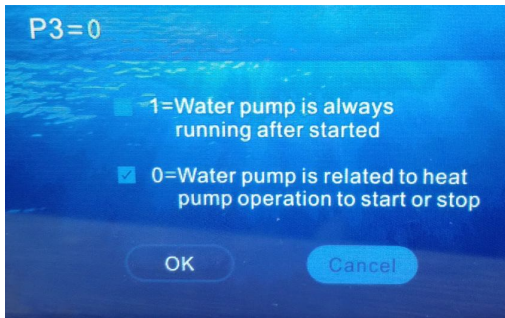 P3=0
1=Water pump is always
running after started
0=Water pump is related to heat
pump operation to start or stop
OK
Cancel